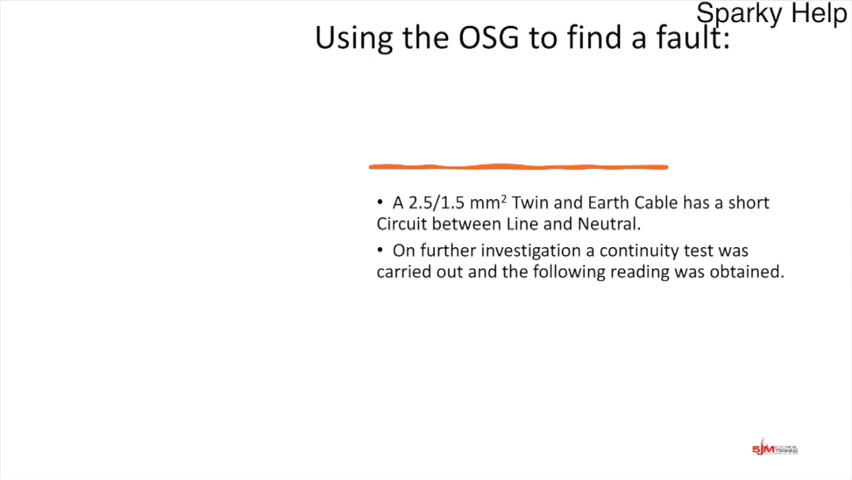 Sparky Help
Using the OSG to find a fault:
• A 2.5/1.5 mm² Twin and Earth Cable has a short
Circuit between Line and Neutral.
• On further investigation a continuity test was
carried out and the following reading was obtained.
SJM
TRAINING